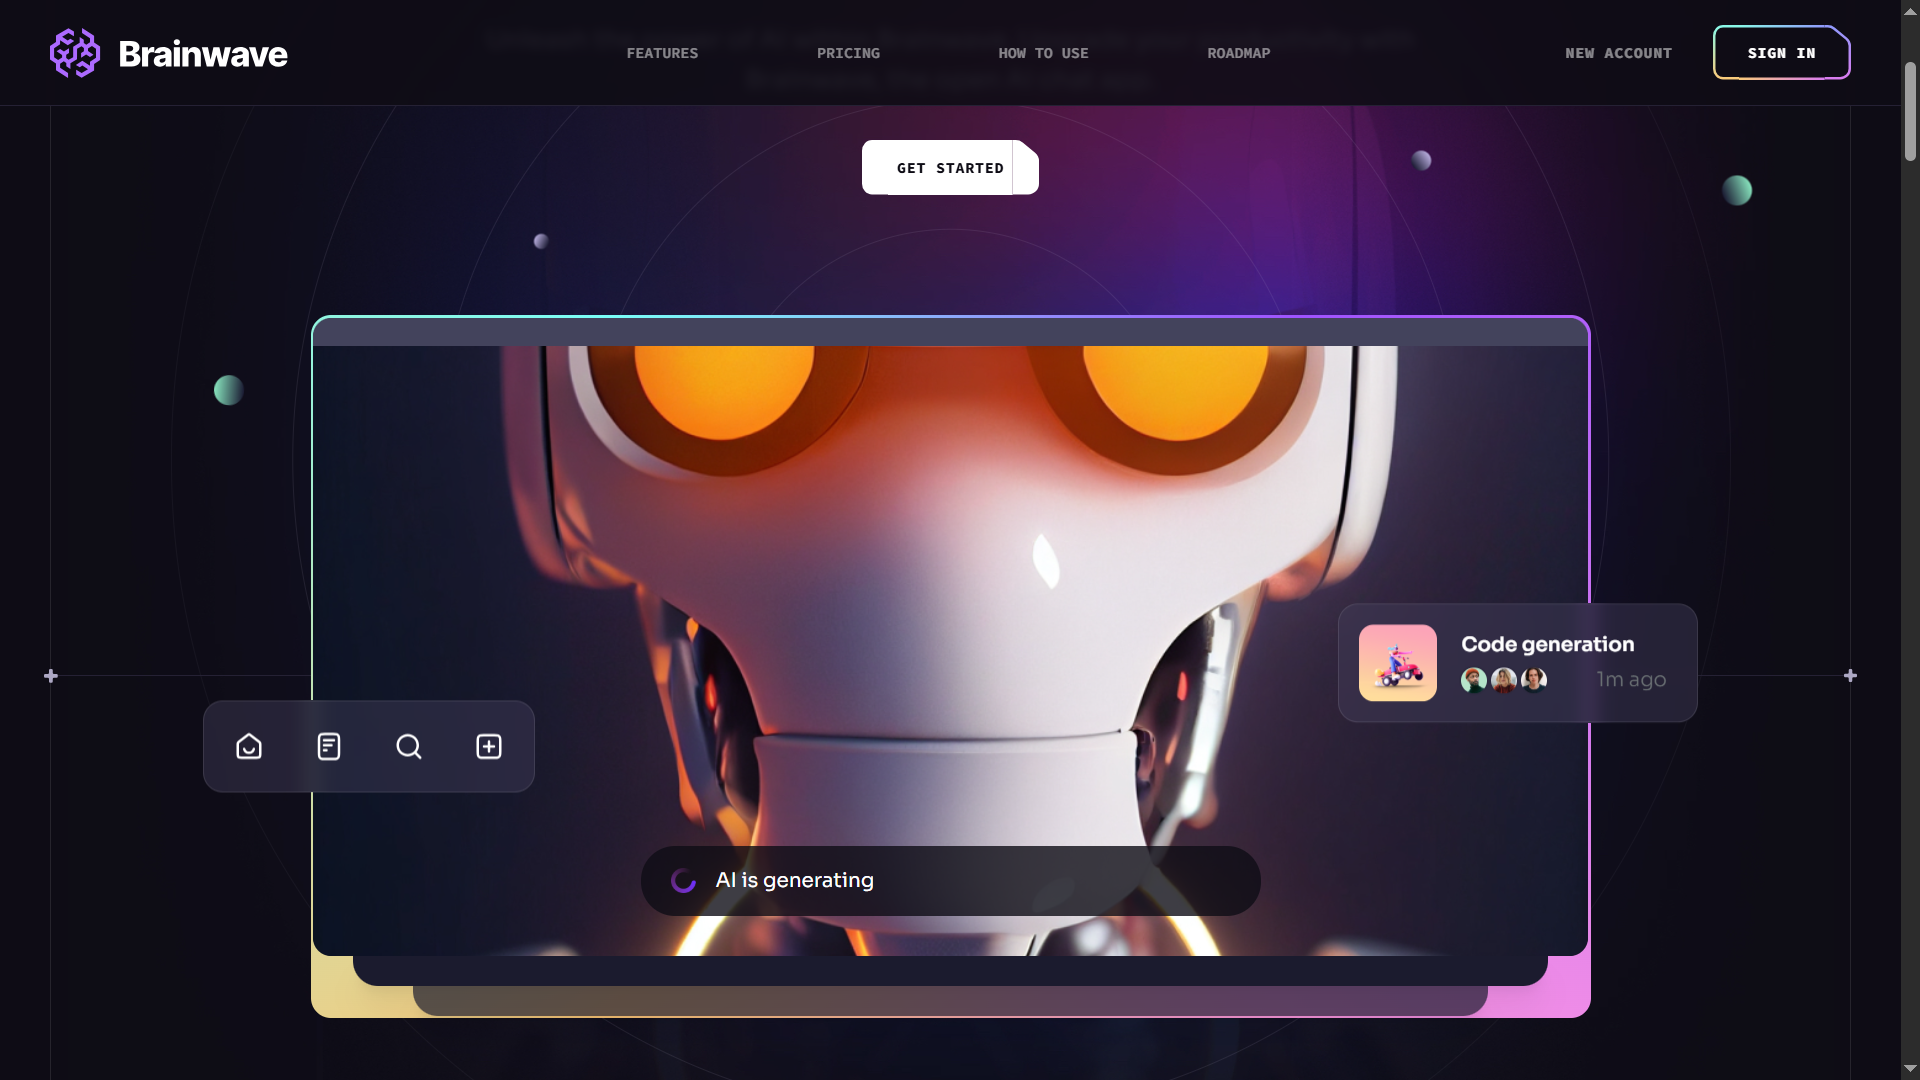 Brainwave
FEATURES
PRICING
HOW TO USE
ROADMAP
NEW ACCOUNT
SIGN IN
GET STARTED
Code generation
1m ago
AI is generating